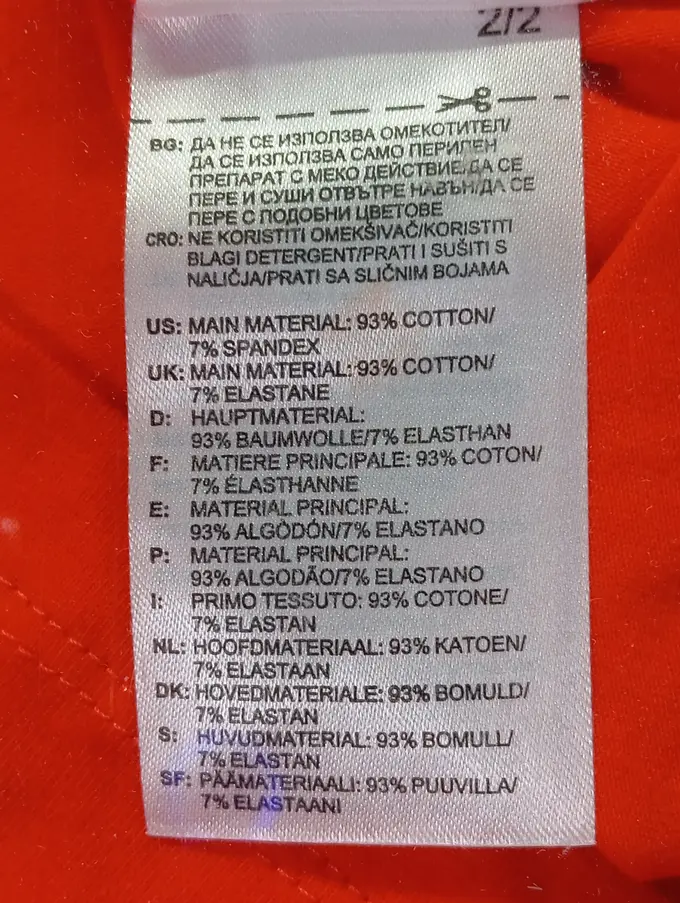 2/2
BG: ДА НЕ СЕ ИЗПОЛЗВА ОМЕКОТИТЕЛ/
ДА СЕ ИЗПОЛЗВА САМО ПЕРИЛЕН
ПРЕПАРАТ С МЕКО ДЕЙСТВИЕ/ДА СЕ
ПЕРЕ И СУШИ ОТВЪТРЕ НАВЪН/ДА СЕ
ПЕРЕ С ПОДОБНИ ЦВЕТОВЕ
CRO: NE KORISTITI OMEKŠIVAČ/KORISTITI
BLAGI DETERGENT/PRATI I SUŠITI S
NALIČJA/PRATI SA SLIČNIM BOJAMA
US: MAIN MATERIAL: 93% COTTON/
7% SPANDEX
UK: MAIN MATERIAL: 93% COTTON/
7% ELASTANE
D: HAUPTMATERIAL:
93% BAUMWOLLE/7% ELASTHAN
F: MATIERE PRINCIPALE: 93% COTON/
7% ÉLASTHANNE
E: MATERIAL PRINCIPAL:
93% ALGODÓN/7% ELASTANO
P: MATERIAL PRINCIPAL:
93% ALGODÃO/7% ELASTANO
I: PRIMO TESSUTO: 93% COTONE/
7% ELASTAN
NL: HOOFDMATERIAAL: 93% KATOEN/
7% ELASTAAN
DK: HOVEDMATERIALE: 93% BOMULD/
7% ELASTAN
S: HUVUDMATERIAL: 93% BOMULL/
7% ELASTAN
SF: PÄÄMATERIAALI: 93% PUUVILLA/
7% ELASTAANI